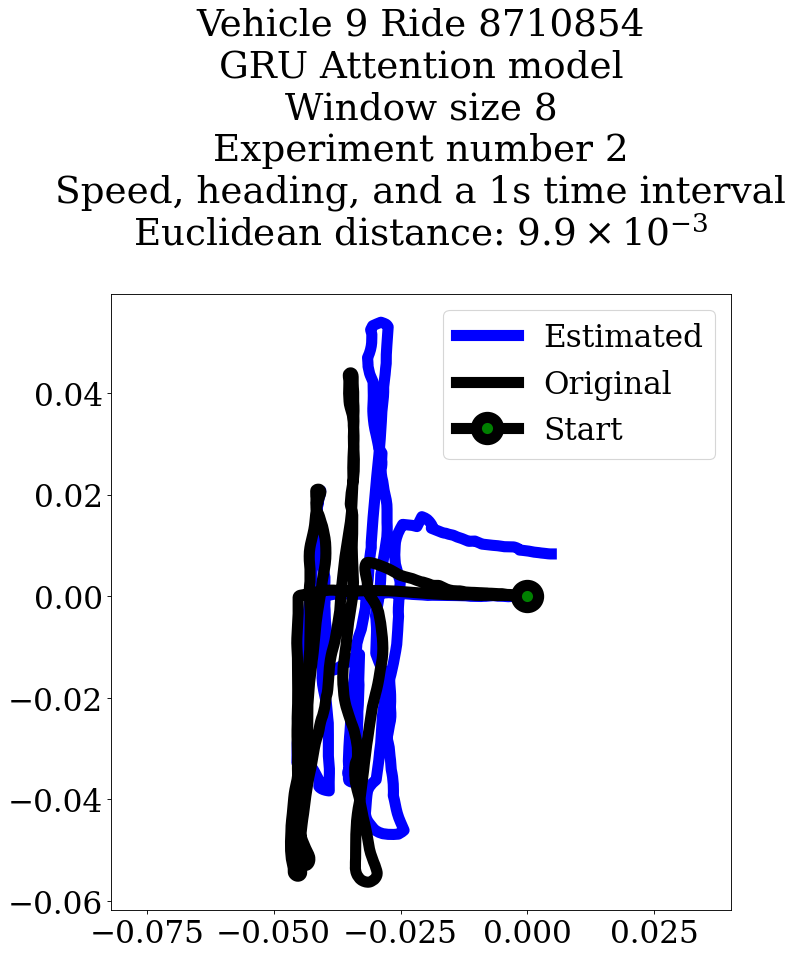 Vehicle 9 Ride 8710854
GRU Attention model
Window size 8
Experiment number 2
Speed, heading, and a 1s time interval
Euclidean distance: 9.9 × 10⁻³
Estimated
Original
Start
0.04
0.02
0.00
−0.02
−0.04
−0.06
−0.075 −0.050 −0.025 0.000 0.025